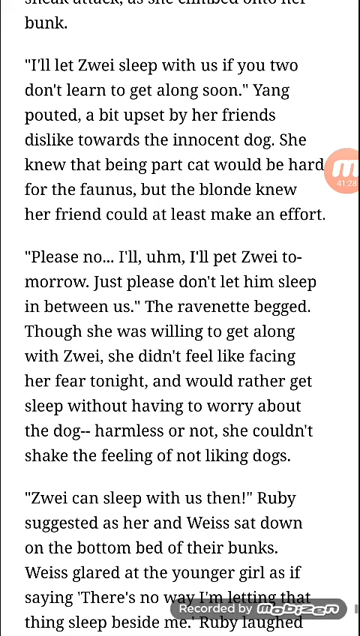 sneak attack, as she climbed onto her
bunk.
"I'll let Zwei sleep with us if you two
don't learn to get along soon." Yang
pouted, a bit upset by her friends
dislike towards the innocent dog. She
knew that being part cat would be hard
for the faunus, but the blonde knew
her friend could at least make an effort.
41:28
"Please no... I'll, uhm, I'll pet Zwei to-
morrow. Just please don't let him sleep
in between us." The ravenette begged.
Though she was willing to get along
with Zwei, she didn't feel like facing
her fear tonight, and would rather get
sleep without having to worry about
the dog-- harmless or not, she couldn't
shake the feeling of not liking dogs.
"Zwei can sleep with us then!" Ruby
suggested as her and Weiss sat down
on the bottom bed of their bunks.
Weiss glared at the younger girl as if
saying 'There's no way I'm letting that
thing sleep beside me.' Ruby laughed
Recorded by mobizen